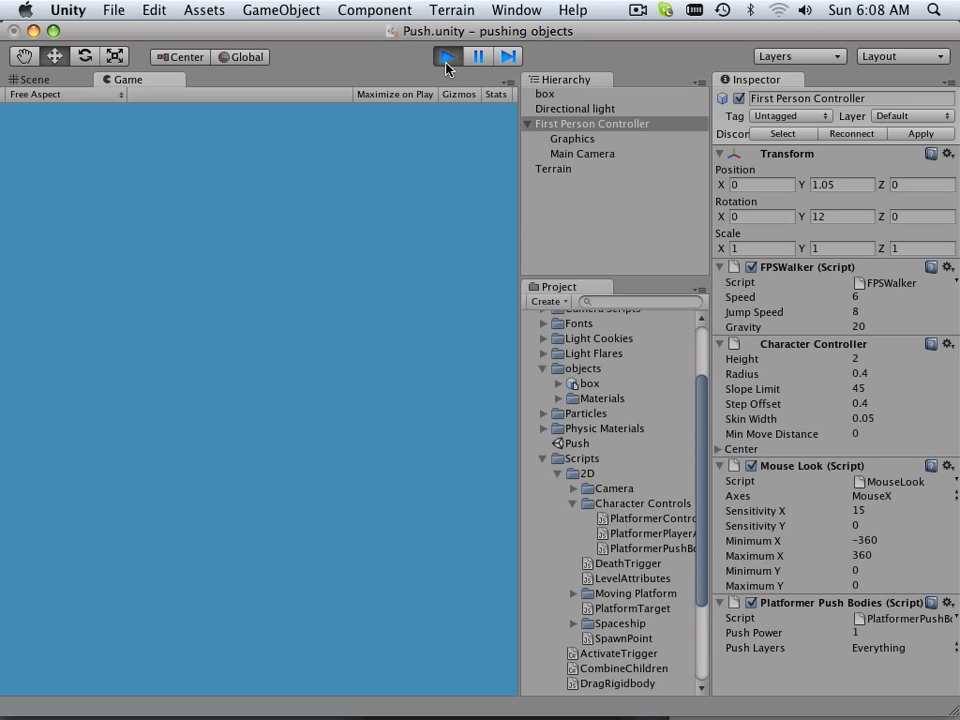 Unity File Edit Assets GameObject Component Terrain Window Help Sun 6:08 AM
Push.unity - pushing objects
Center Global Layers Layout
Scene Game
Free Aspect Maximize on Play Gizmos Stats
Hierarchy
box
Directional light
First Person Controller
Graphics
Main Camera
Terrain
Project
Create
Fonts
Light Cookies
Light Flares
objects
box
Materials
Particles
Physic Materials
Push
Scripts
2D
Camera
Character Controls
PlatformerContro
PlatformerPlayerA
PlatformerPushBo
DeathTrigger
LevelAttributes
Moving Platform
PlatformTarget
Spaceship
SpawnPoint
ActivateTrigger
CombineChildren
DragRigidbody
Inspector
First Person Controller
Tag Untagged Layer Default
Discon Select Reconnect Apply
Transform
Position
X 0 Y 1.05 Z 0
Rotation
X 0 Y 12 Z 0
Scale
X 1 Y 1 Z 1
FPSWalker (Script)
Script FPSWalker
Speed 6
Jump Speed 8
Gravity 20
Character Controller
Height 2
Radius 0.4
Slope Limit 45
Step Offset 0.4
Skin Width 0.05
Min Move Distance 0
Center
Mouse Look (Script)
Script MouseLook
Axes MouseX
Sensitivity X 15
Sensitivity Y 0
Minimum X -360
Maximum X 360
Minimum Y 0
Maximum Y 0
Platformer Push Bodies (Script)
Script PlatformerPushBo
Push Power 1
Push Layers Everything